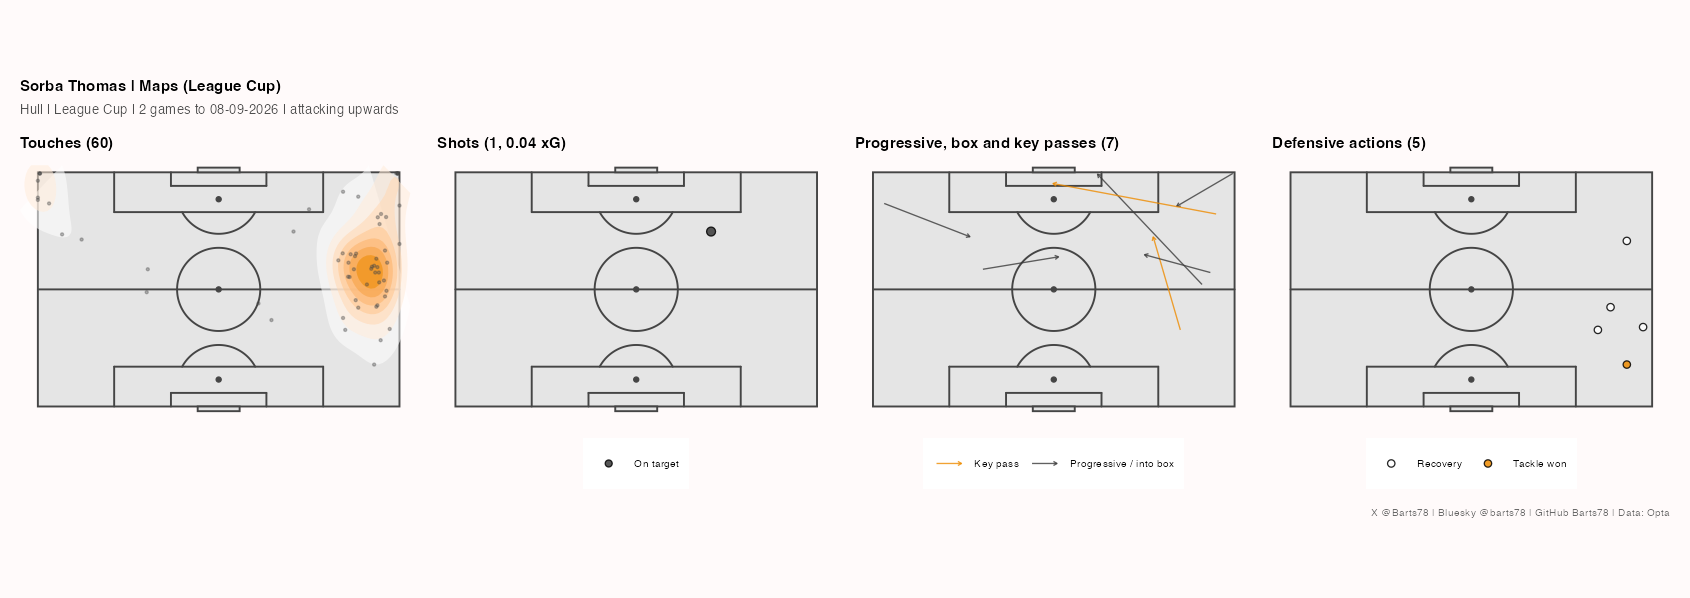 Sorba Thomas | Maps (League Cup)
Hull | League Cup | 2 games to 08-09-2026 | attacking upwards
Touches (60)
Shots (1, 0.04 xG)
Progressive, box and key passes (7)
Defensive actions (5)
On target
Key pass
Progressive / into box
Recovery
Tackle won
X @Barts78 | Bluesky @barts78 | GitHub Barts78 | Data: Opta